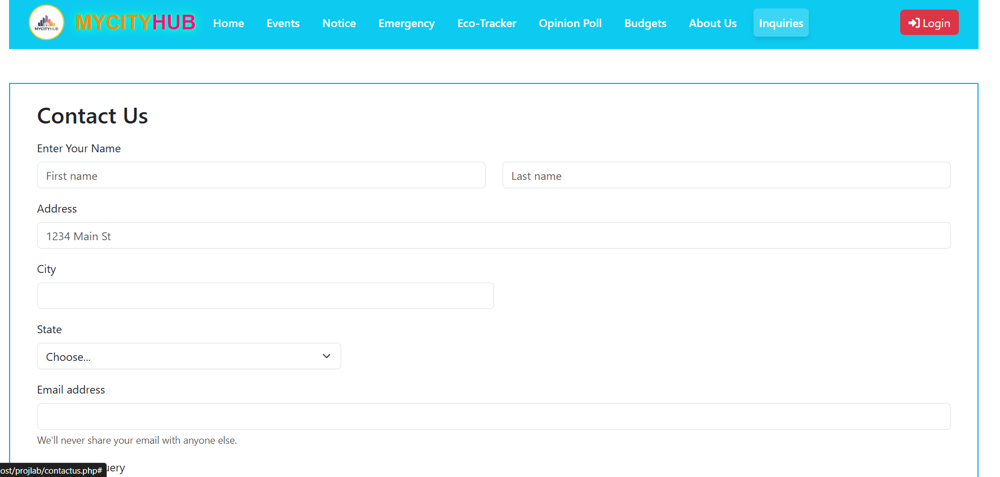 MYCITYHUB
MYCITYHUB Home Events Notice Emergency Eco-Tracker Opinion Poll Budgets About Us Inquiries Login
Contact Us
Enter Your Name
First name Last name
Address
1234 Main St
City
State
Choose...
Email address
We'll never share your email with anyone else.
uery
ost/projlab/contactus.php#